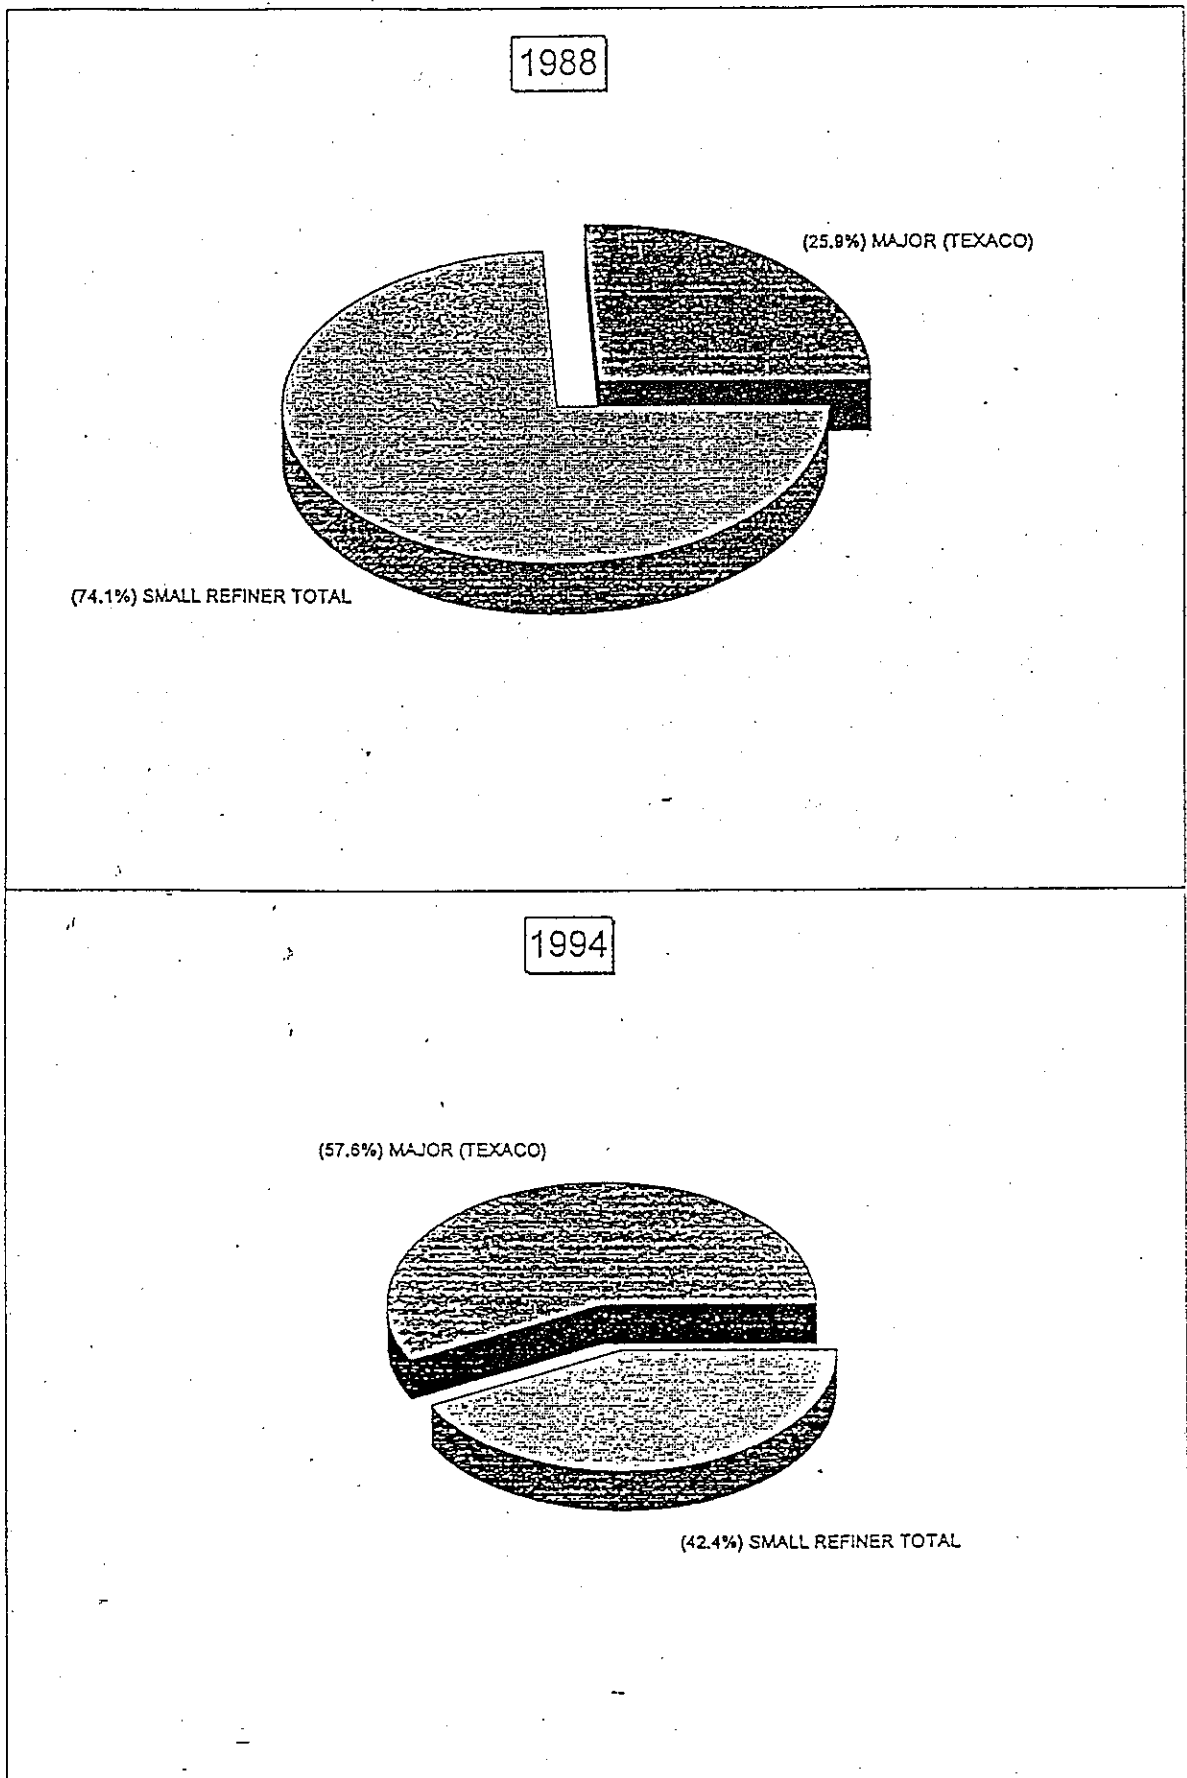 1988
(25.9%) MAJOR (TEXACO)
(74.1%) SMALL REFINER TOTAL
1994
(57.6%) MAJOR (TEXACO)
(42.4%) SMALL REFINER TOTAL